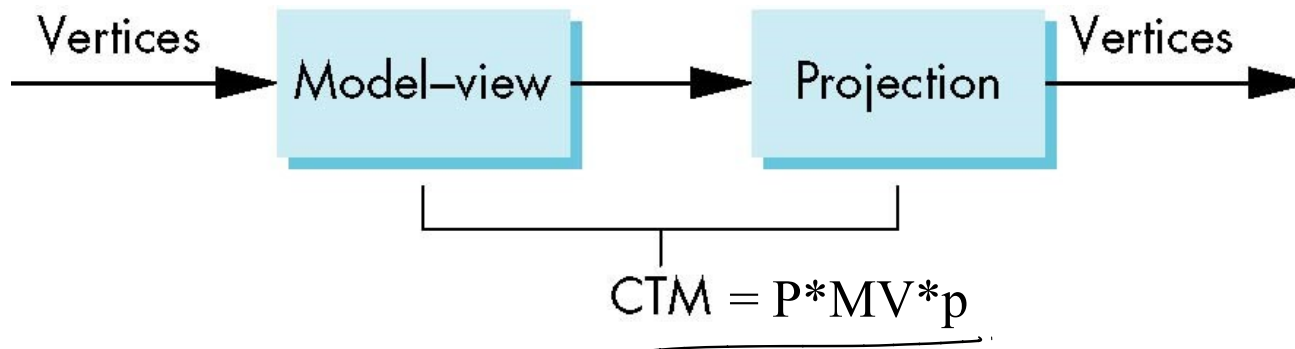 Vertices
Model–view
Projection
Vertices
CTM = P*MV*p